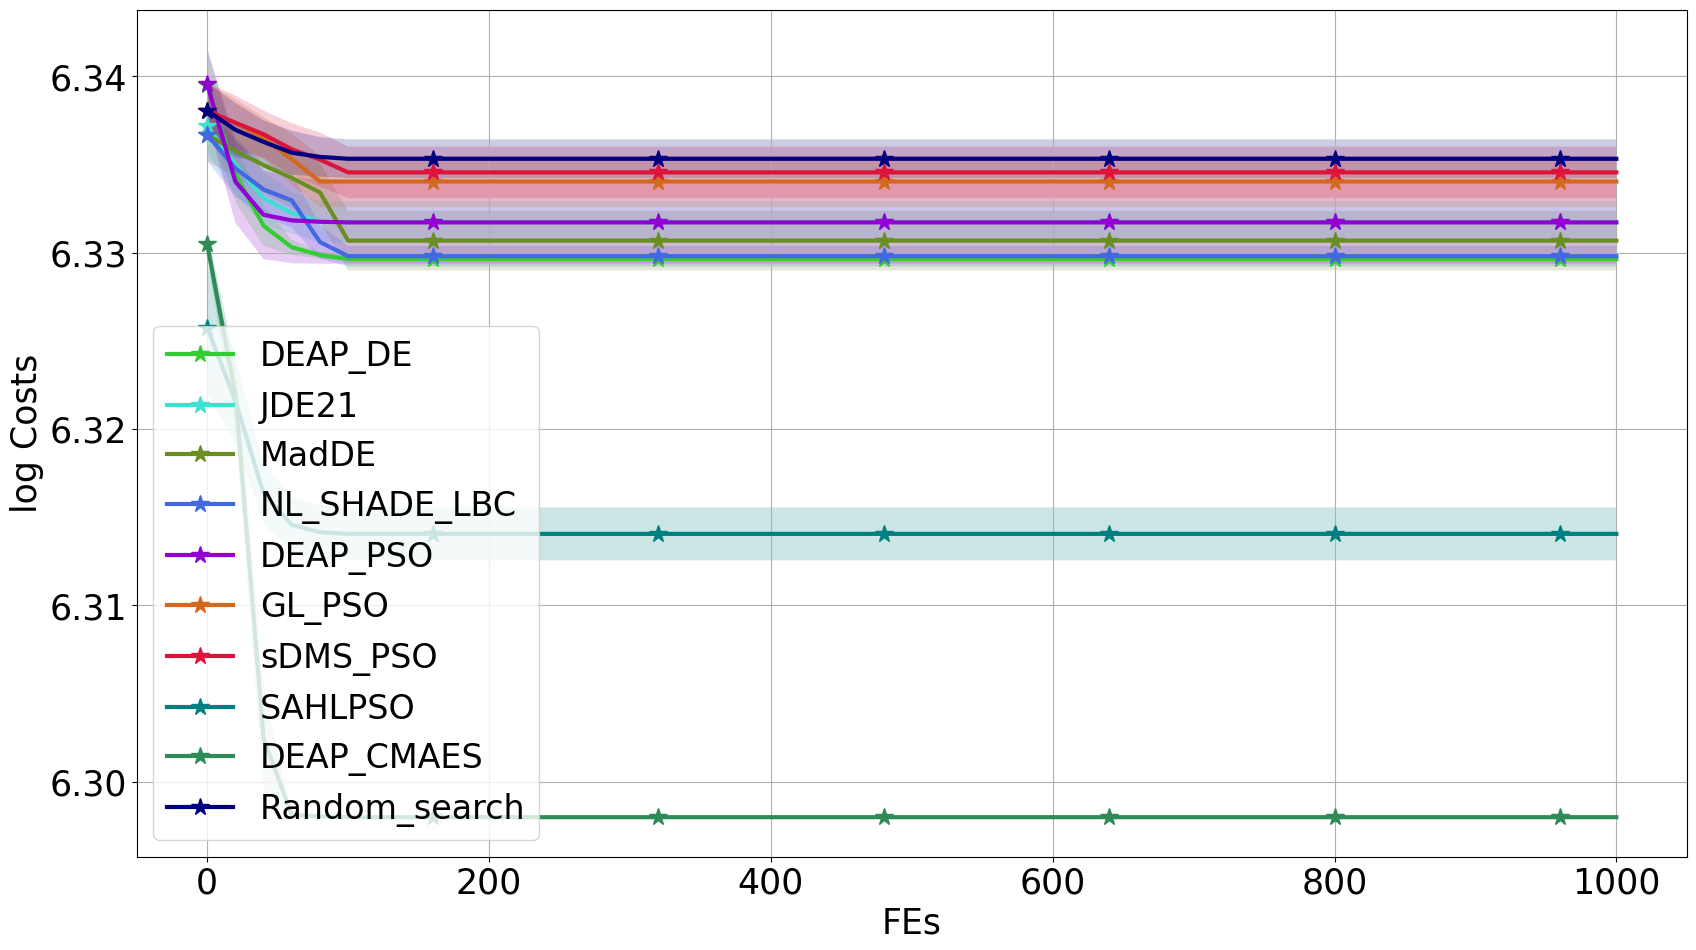 6.34
6.33
6.32
6.31
6.30
log Costs
DEAP_DE
JDE21
MadDE
NL_SHADE_LBC
DEAP_PSO
GL_PSO
sDMS_PSO
SAHLPSO
DEAP_CMAES
Random_search
0 200 400 600 800 1000
FEs